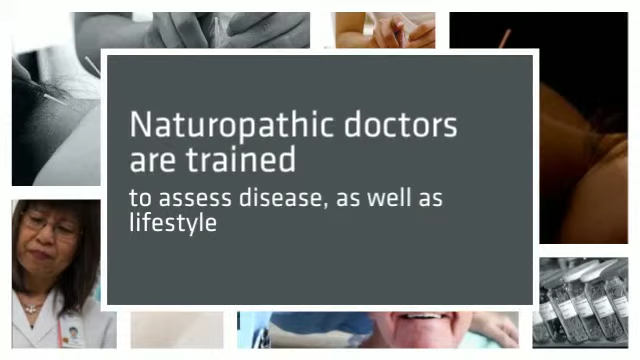 Naturopathic doctors
are trained
to assess disease, as well as
lifestyle